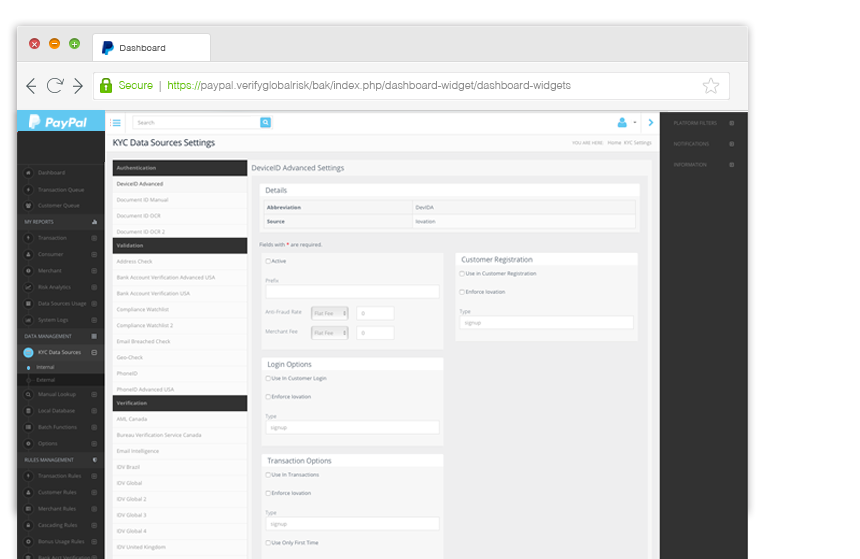 Dashboard
Secure | https://paypal.verifyglobalrisk/bak/index.php/dashboard-widget/dashboard-widgets
PayPal
Search
PLATFORM FILTERS
NOTIFICATIONS
INFORMATION
KYC Data Sources Settings
YOU ARE HERE: Home KYC Settings
Dashboard
Transaction Queue
Customer Queue
MY REPORTS
Transaction
Consumer
Merchant
Risk Analytics
Data Sources Usage
System Logs
DATA MANAGEMENT
KYC Data Sources
Internal
External
Manual Lookup
Local Database
Batch Functions
Options
RULES MANAGEMENT
Transaction Rules
Customer Rules
Merchant Rules
Cascading Rules
Bonus Usage Rules
Authentication
DeviceID Advanced
Document ID Manual
Document ID OCR
Document ID OCR 2
Validation
Address Check
Bank Account Verification Advanced USA
Bank Account Verification USA
Compliance Watchlist
Compliance Watchlist 2
Email Breached Check
Geo-Check
PhoneID
PhoneID Advanced USA
Verification
AML Canada
Bureau Verification Service Canada
Email Intelligence
IDV Brazil
IDV Global
IDV Global 2
IDV Global 3
IDV Global 4
IDV United Kingdom
DeviceID Advanced Settings
Details
Abbreviation DevIDA
Source Iovation
Fields with * are required.
Active
Prefix
Anti-Fraud Rate Flat Fee 0
Merchant Fee Flat Fee 0
Customer Registration
Use in Customer Registration
Enforce Iovation
Type
signup
Login Options
Use In Customer Login
Enforce Iovation
Type
signup
Transaction Options
Use In Transactions
Enforce Iovation
Type
signup
Use Only First Time